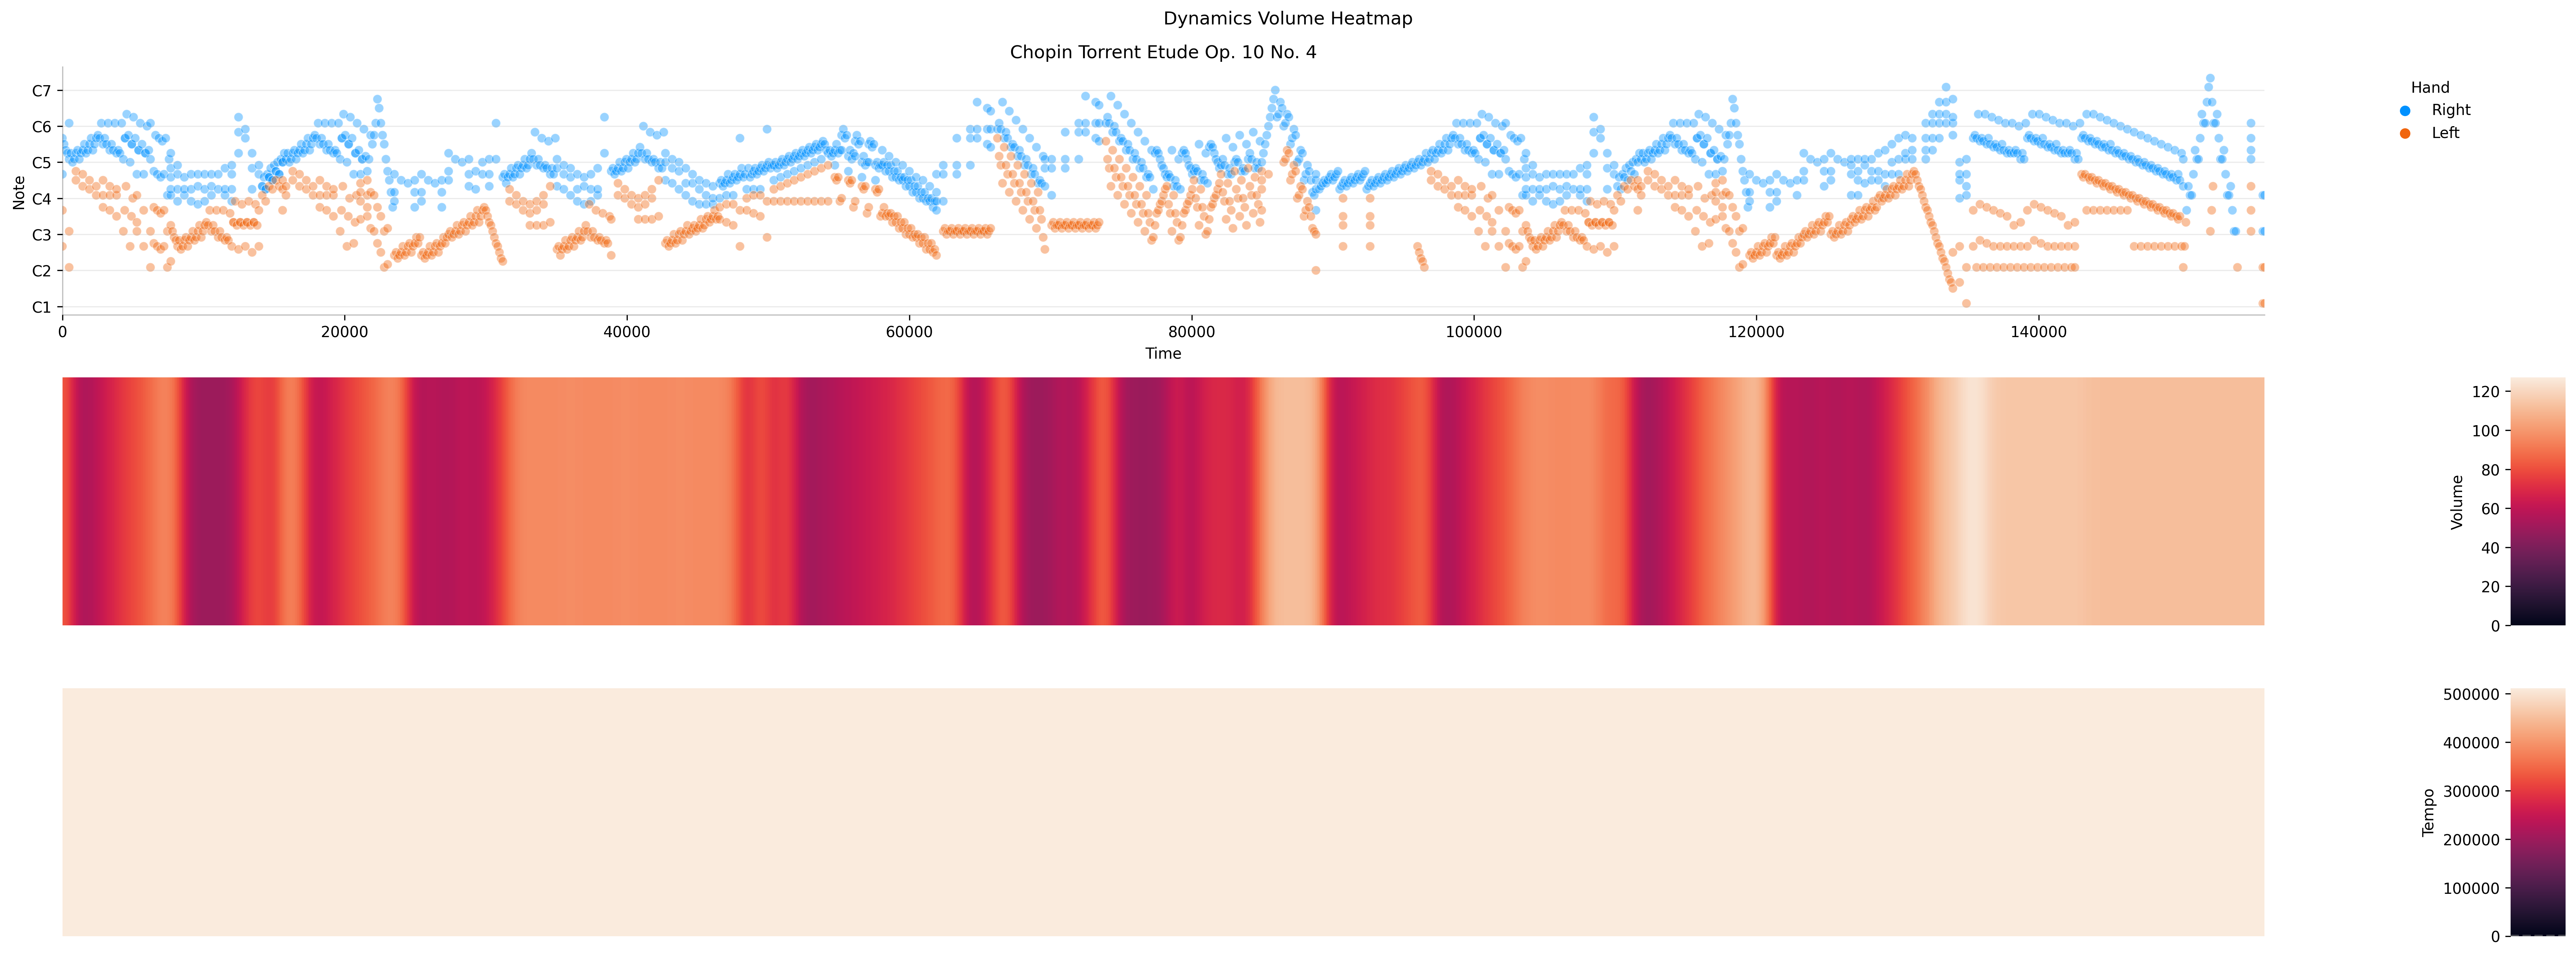 Dynamics Volume Heatmap
Chopin Torrent Etude Op. 10 No. 4
Note
C7
C6
C5
C4
C3
C2
C1
0 20000 40000 60000 80000 100000 120000 140000
Time
Hand
Right
Left
Volume
120
100
80
60
40
20
0
Tempo
500000
400000
300000
200000
100000
0